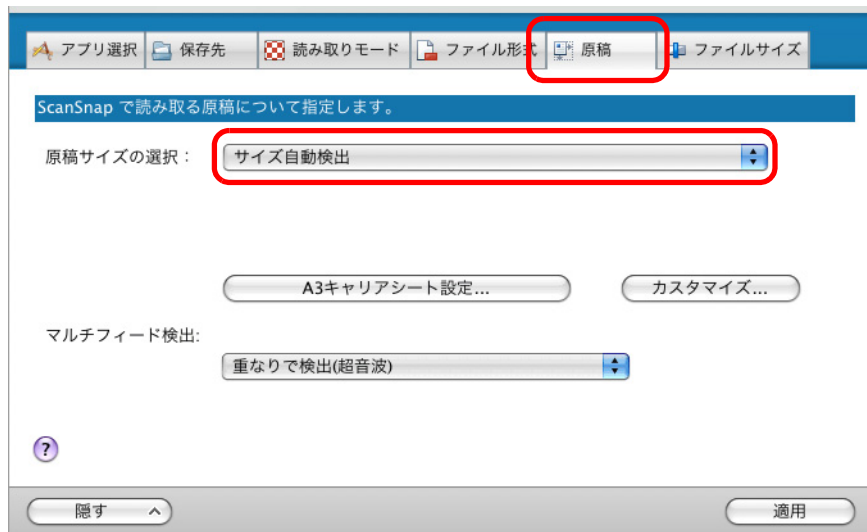 アプリ選択 保存先 読み取りモード ファイル形式 原稿 ファイルサイズ
ScanSnap で読み取る原稿について指定します。
原稿サイズの選択： サイズ自動検出
A3キャリアシート設定... カスタマイズ...
マルチフィード検出:
重なりで検出(超音波)
?
隠す 適用